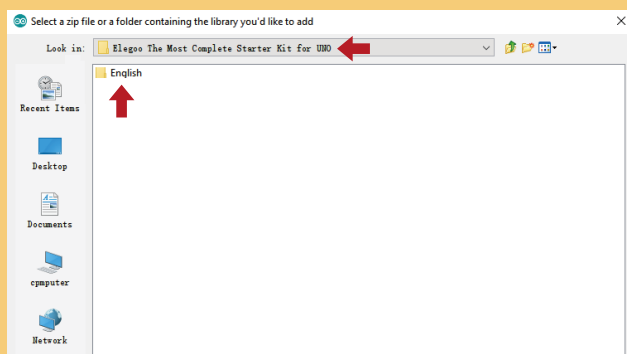 Select a zip file or a folder containing the library you'd like to add
Look in: Elegoo The Most Complete Starter Kit for UNO
English
Recent Items
Desktop
Documents
cpmputer
Network